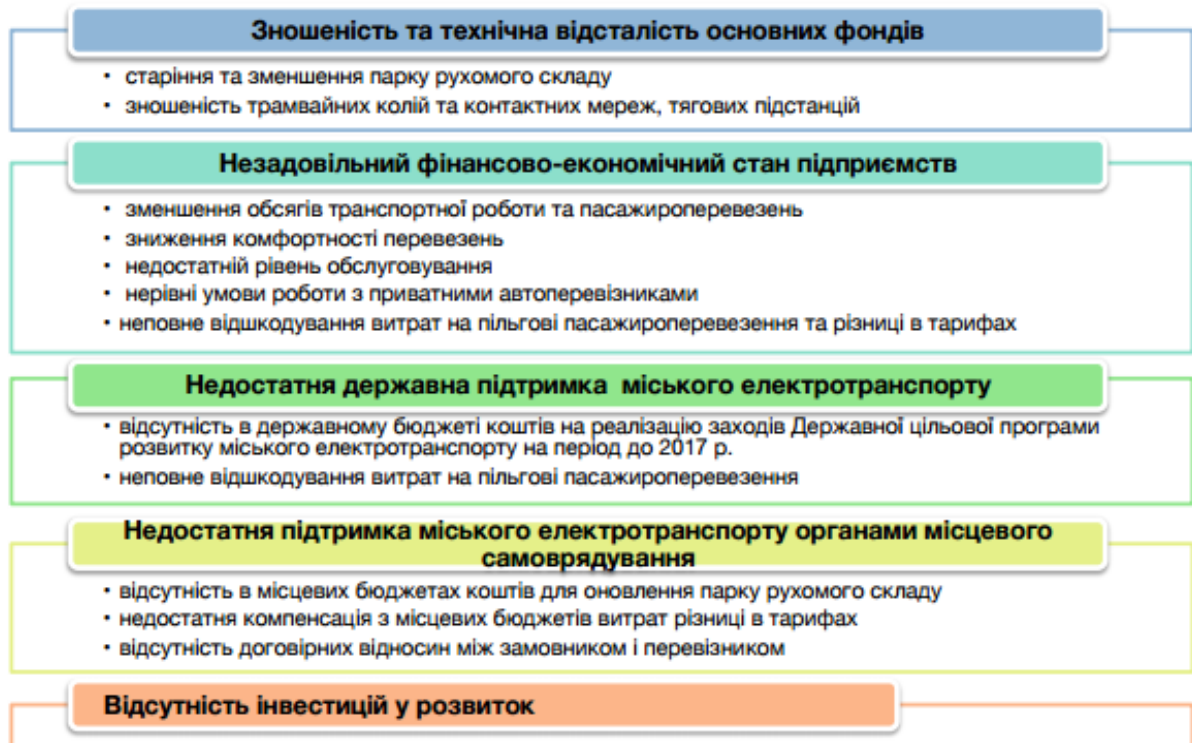 Зношеність та технічна відсталість основних фондів
• старіння та зменшення парку рухомого складу
• зношеність трамвайних колій та контактних мереж, тягових підстанцій
Незадовільний фінансово-економічний стан підприємств
• зменшення обсягів транспортної роботи та пасажироперевезень
• зниження комфортності перевезень
• недостатній рівень обслуговування
• нерівні умови роботи з приватними автоперевізниками
• неповне відшкодування витрат на пільгові пасажироперевезення та різниці в тарифах
Недостатня державна підтримка міського електротранспорту
• відсутність в державному бюджеті коштів на реалізацію заходів Державної цільової програми
розвитку міського електротранспорту на період до 2017 р.
• неповне відшкодування витрат на пільгові пасажироперевезення
Недостатня підтримка міського електротранспорту органами місцевого
самоврядування
• відсутність в місцевих бюджетах коштів для оновлення парку рухомого складу
• недостатня компенсація з місцевих бюджетів витрат різниці в тарифах
• відсутність договірних відносин між замовником і перевізником
Відсутність інвестицій у розвиток